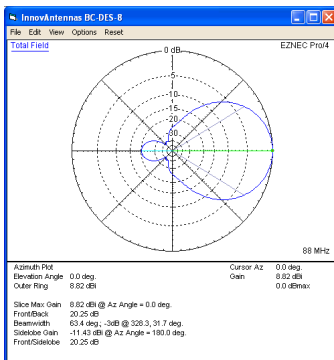 InnovAntennas BC-DES-8
File Edit View Options Reset
Total Field
EZNEC Pro/4
0 dB
-5
-10
-15
-20
-30
88 MHz
Azimuth Plot
Elevation Angle 0.0 deg.
Outer Ring 8.82 dBi
Cursor Az 0.0 deg.
Gain 8.82 dBi
0.0 dBmax
Slice Max Gain 8.82 dBi @ Az Angle = 0.0 deg.
Front/Back 20.25 dB
Beamwidth 63.4 deg.; -3dB @ 328.3, 31.7 deg.
Sidelobe Gain -11.43 dBi @ Az Angle = 180.0 deg.
Front/Sidelobe 20.25 dB